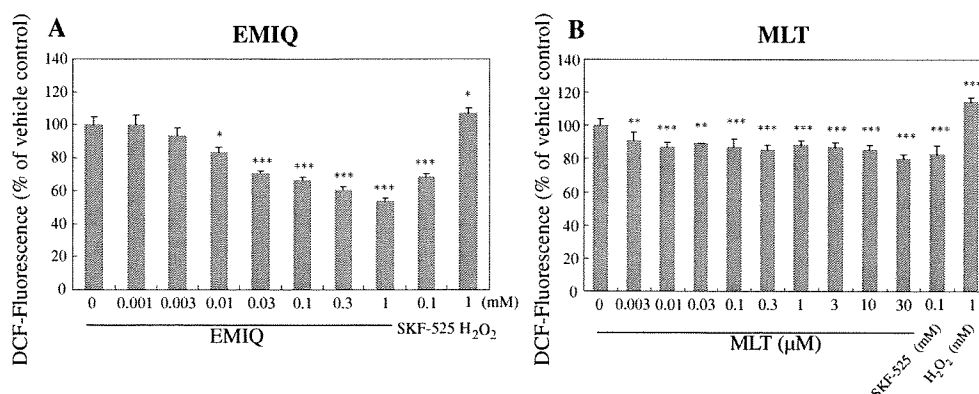 A
EMIQ
DCF-Fluorescence (% of vehicle control)
140
120
100
80
60
40
20
0
* *** *** *** *** *** *
0 0.001 0.003 0.01 0.03 0.1 0.3 1 0.1 1 (mM)
EMIQ
SKF-525 H₂O₂
B
MLT
DCF-Fluorescence (% of vehicle control)
140
120
100
80
60
40
20
0
** *** ** *** *** *** *** *** *** *** ***
0 0.003 0.01 0.03 0.1 0.3 1 3 10 30 0.1 1
MLT (μM)
SKF-525 (mM)
H₂O₂ (mM)